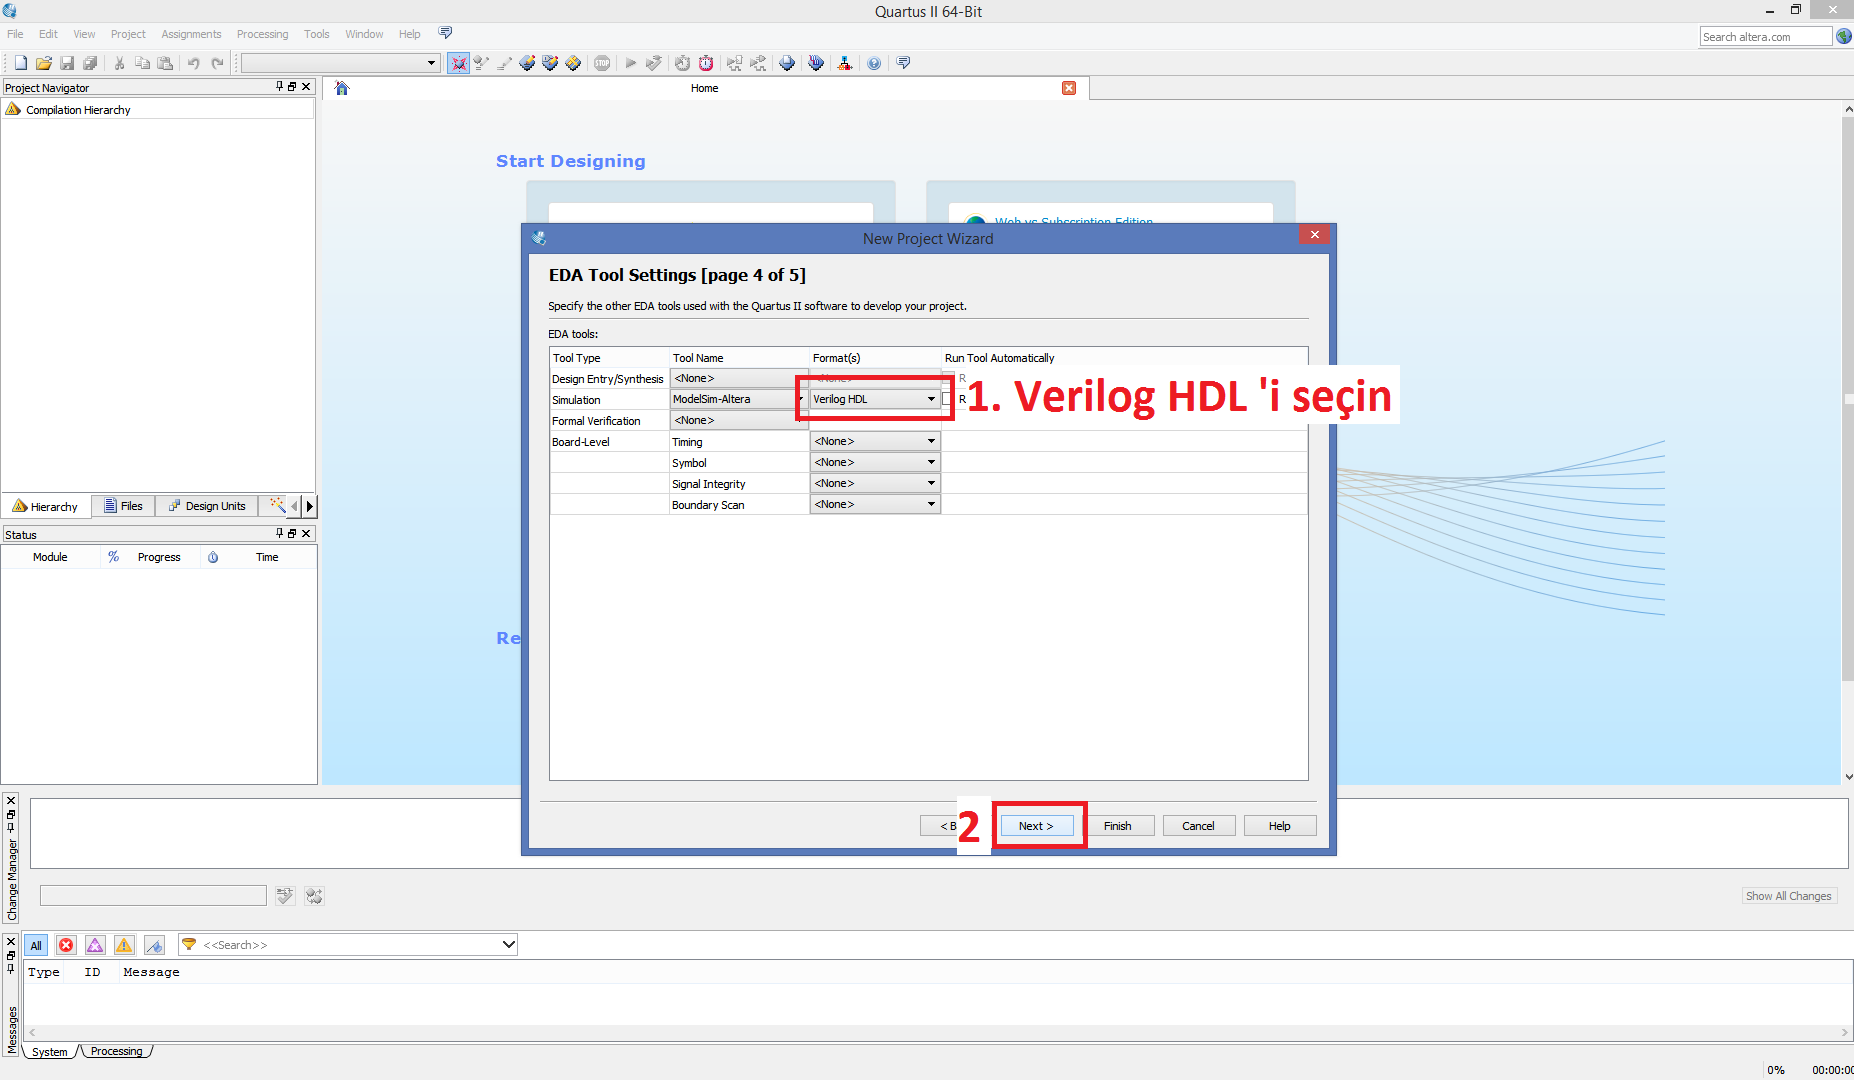 Quartus II 64-Bit
File Edit View Project Assignments Processing Tools Window Help
Search altera.com
Project Navigator
Home
Compilation Hierarchy
Start Designing
Web vs Subscription Edition
New Project Wizard
EDA Tool Settings [page 4 of 5]
Specify the other EDA tools used with the Quartus II software to develop your project.
EDA tools:
Tool Type Tool Name Format(s) Run Tool Automatically
Design Entry/Synthesis <None> <None> R
Simulation ModelSim-Altera Verilog HDL R
1. Verilog HDL 'i seçin
Formal Verification <None>
Board-Level Timing <None>
Symbol <None>
Signal Integrity <None>
Boundary Scan <None>
Hierarchy Files Design Units
Status
Module % Progress Time
Re
< B 2 Next > Finish Cancel Help
Change Manager
Show All Changes
All <<Search>>
Type ID Message
Messages
System Processing
0% 00:00:00